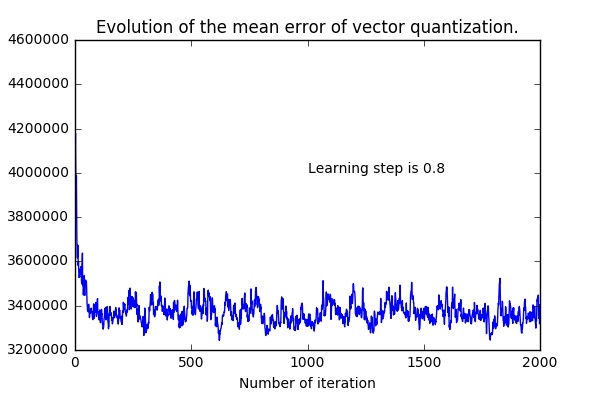 Evolution of the mean error of vector quantization.
4600000
4400000
4200000
4000000
Learning step is 0.8
3800000
3600000
3400000
3200000
0 500 1000 1500 2000
Number of iteration